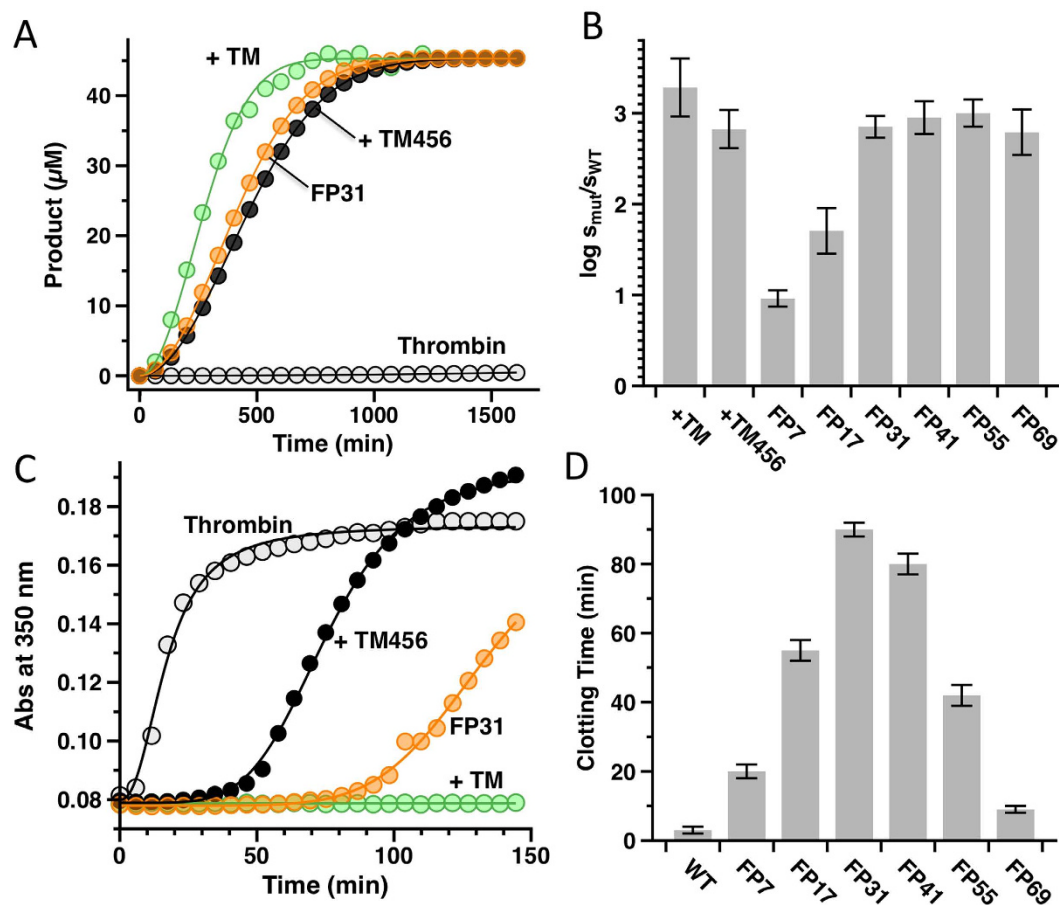 A
+ TM
+ TM456
FP31
Thrombin
Product (µM)
40
30
20
10
0
0
500
1000
1500
Time (min)
B
log s_mut/s_WT
3
2
1
0
+TM
+TM456
FP7
FP17
FP31
FP41
FP55
FP69
C
Thrombin
+ TM456
FP31
+ TM
Abs at 350 nm
0.18
0.16
0.14
0.12
0.10
0.08
0
50
100
150
Time (min)
D
Clotting Time (min)
100
80
60
40
20
0
WT
FP7
FP17
FP31
FP41
FP55
FP69